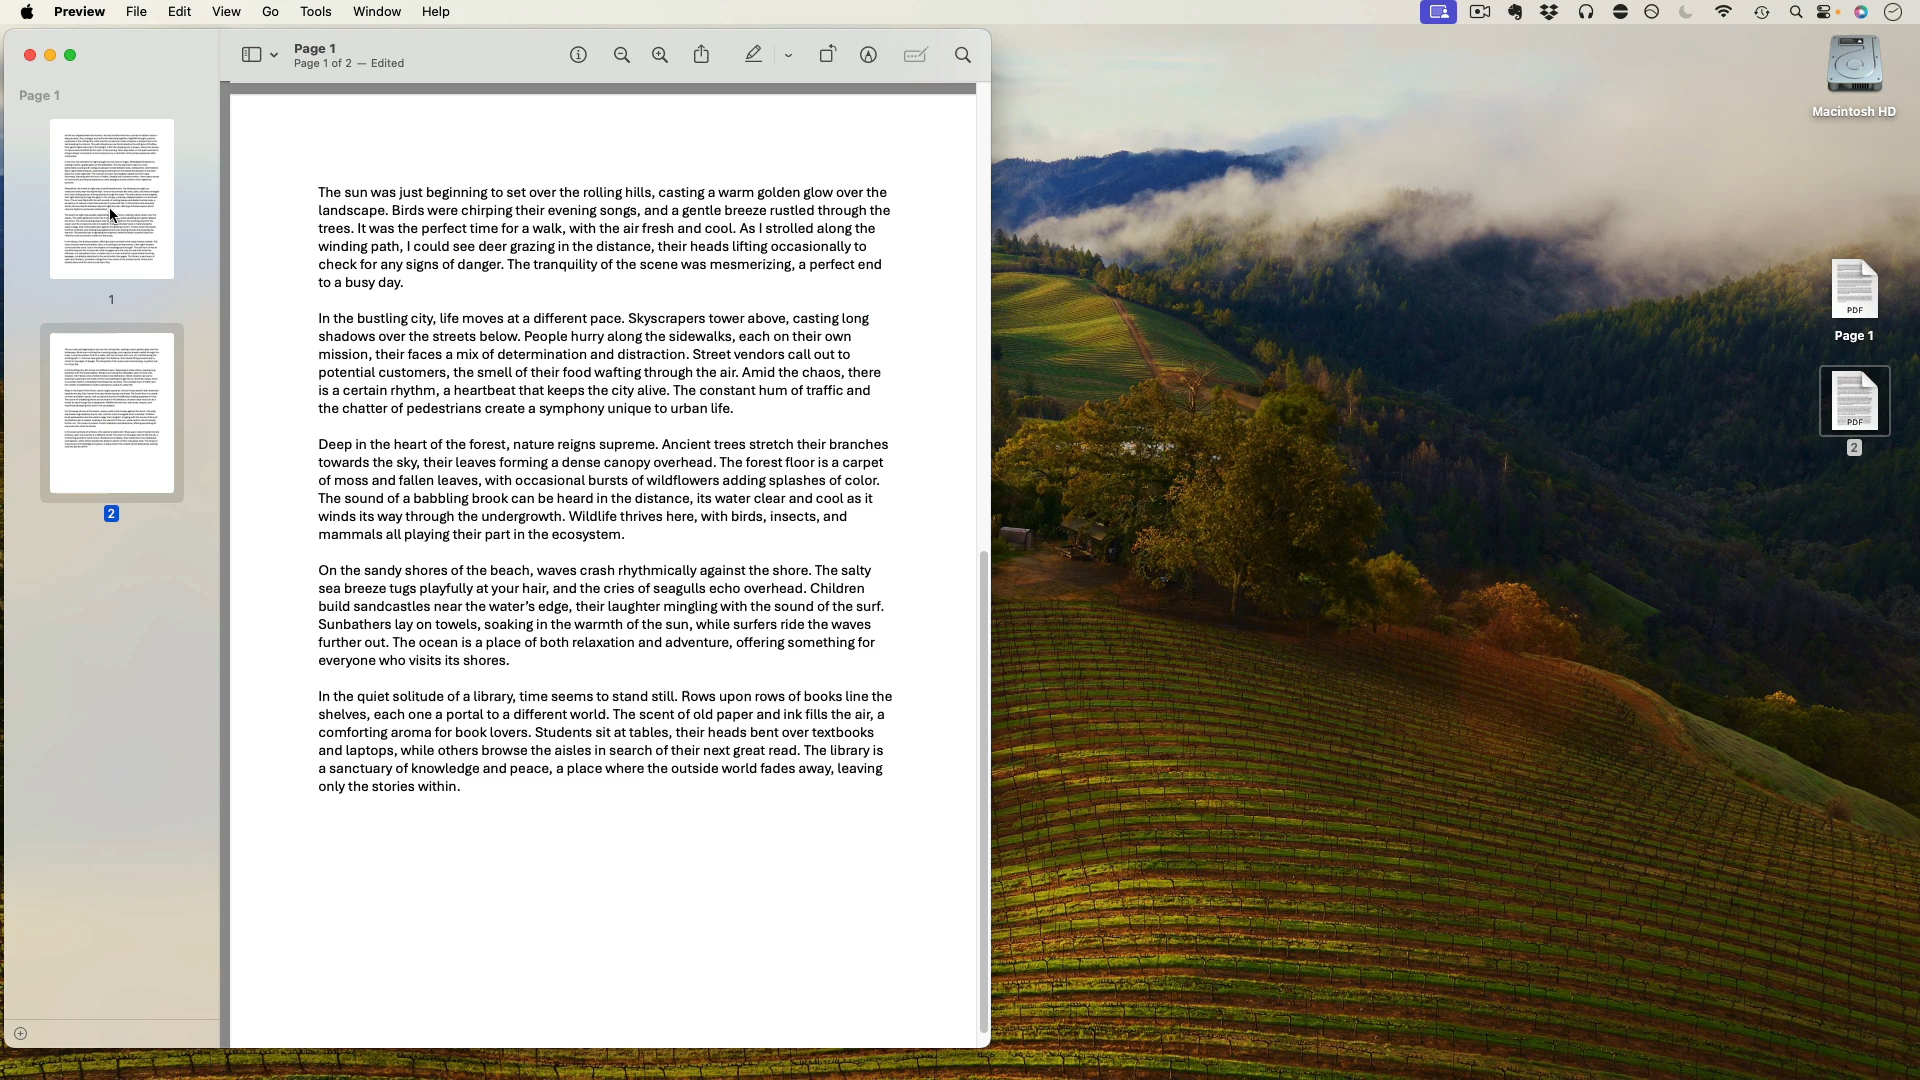 Preview File Edit View Go Tools Window Help
Page 1
Page 1 of 2 — Edited
Page 1
1
2
The sun was just beginning to set over the rolling hills, casting a warm golden glow over the
landscape. Birds were chirping their evening songs, and a gentle breeze rustled through the
trees. It was the perfect time for a walk, with the air fresh and cool. As I strolled along the
winding path, I could see deer grazing in the distance, their heads lifting occasionally to
check for any signs of danger. The tranquility of the scene was mesmerizing, a perfect end
to a busy day.
In the bustling city, life moves at a different pace. Skyscrapers tower above, casting long
shadows over the streets below. People hurry along the sidewalks, each on their own
mission, their faces a mix of determination and distraction. Street vendors call out to
potential customers, the smell of their food wafting through the air. Amid the chaos, there
is a certain rhythm, a heartbeat that keeps the city alive. The constant hum of traffic and
the chatter of pedestrians create a symphony unique to urban life.
Deep in the heart of the forest, nature reigns supreme. Ancient trees stretch their branches
towards the sky, their leaves forming a dense canopy overhead. The forest floor is a carpet
of moss and fallen leaves, with occasional bursts of wildflowers adding splashes of color.
The sound of a babbling brook can be heard in the distance, its water clear and cool as it
winds its way through the undergrowth. Wildlife thrives here, with birds, insects, and
mammals all playing their part in the ecosystem.
On the sandy shores of the beach, waves crash rhythmically against the shore. The salty
sea breeze tugs playfully at your hair, and the cries of seagulls echo overhead. Children
build sandcastles near the water's edge, their laughter mingling with the sound of the surf.
Sunbathers lay on towels, soaking in the warmth of the sun, while surfers ride the waves
further out. The ocean is a place of both relaxation and adventure, offering something for
everyone who visits its shores.
In the quiet solitude of a library, time seems to stand still. Rows upon rows of books line the
shelves, each one a portal to a different world. The scent of old paper and ink fills the air, a
comforting aroma for book lovers. Students sit at tables, their heads bent over textbooks
and laptops, while others browse the aisles in search of their next great read. The library is
a sanctuary of knowledge and peace, a place where the outside world fades away, leaving
only the stories within.
Macintosh HD
PDF
Page 1
PDF
2